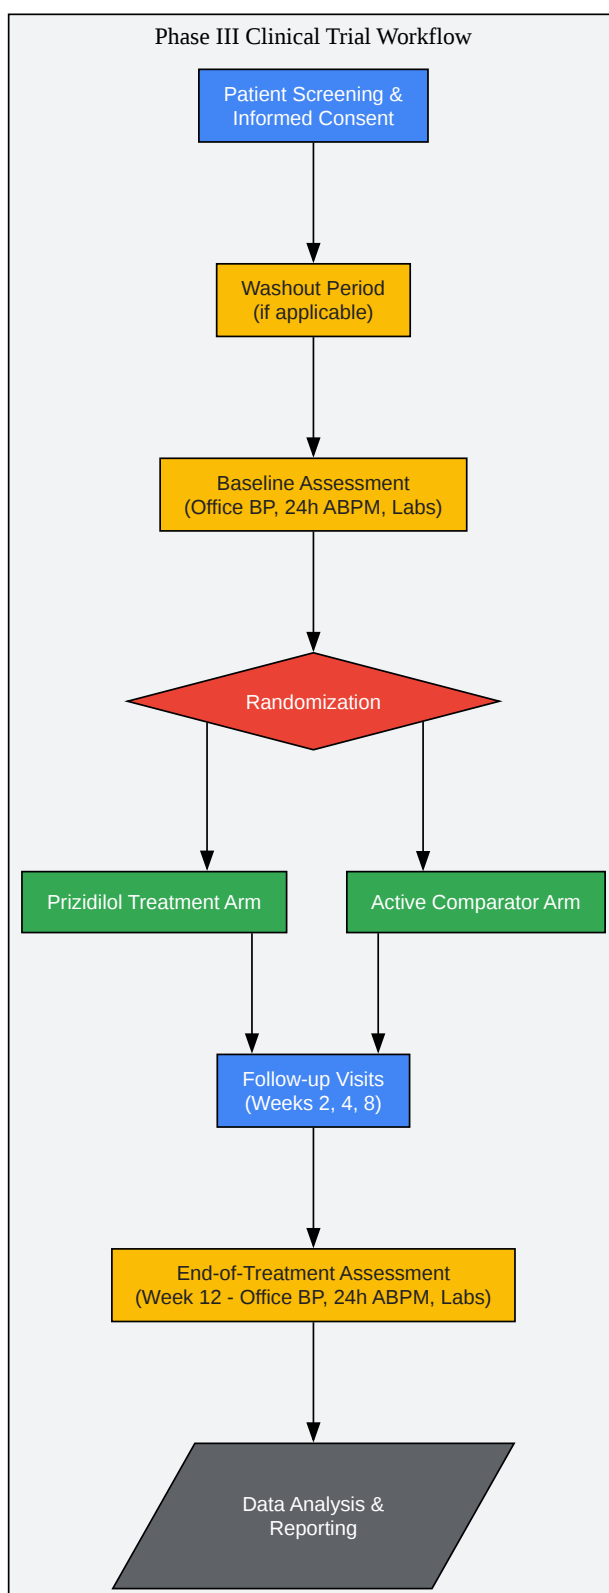 Phase III Clinical Trial Workflow
Patient Screening &
Informed Consent
Washout Period
(if applicable)
Baseline Assessment
(Office BP, 24h ABPM, Labs)
Randomization
Prizidilol Treatment Arm
Active Comparator Arm
Follow-up Visits
(Weeks 2, 4, 8)
End-of-Treatment Assessment
(Week 12 - Office BP, 24h ABPM, Labs)
Data Analysis &
Reporting